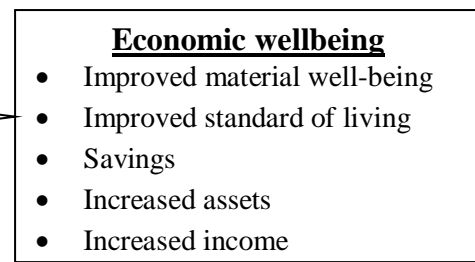 Economic wellbeing
• Improved material well-being
• Improved standard of living
• Savings
• Increased assets
• Increased income